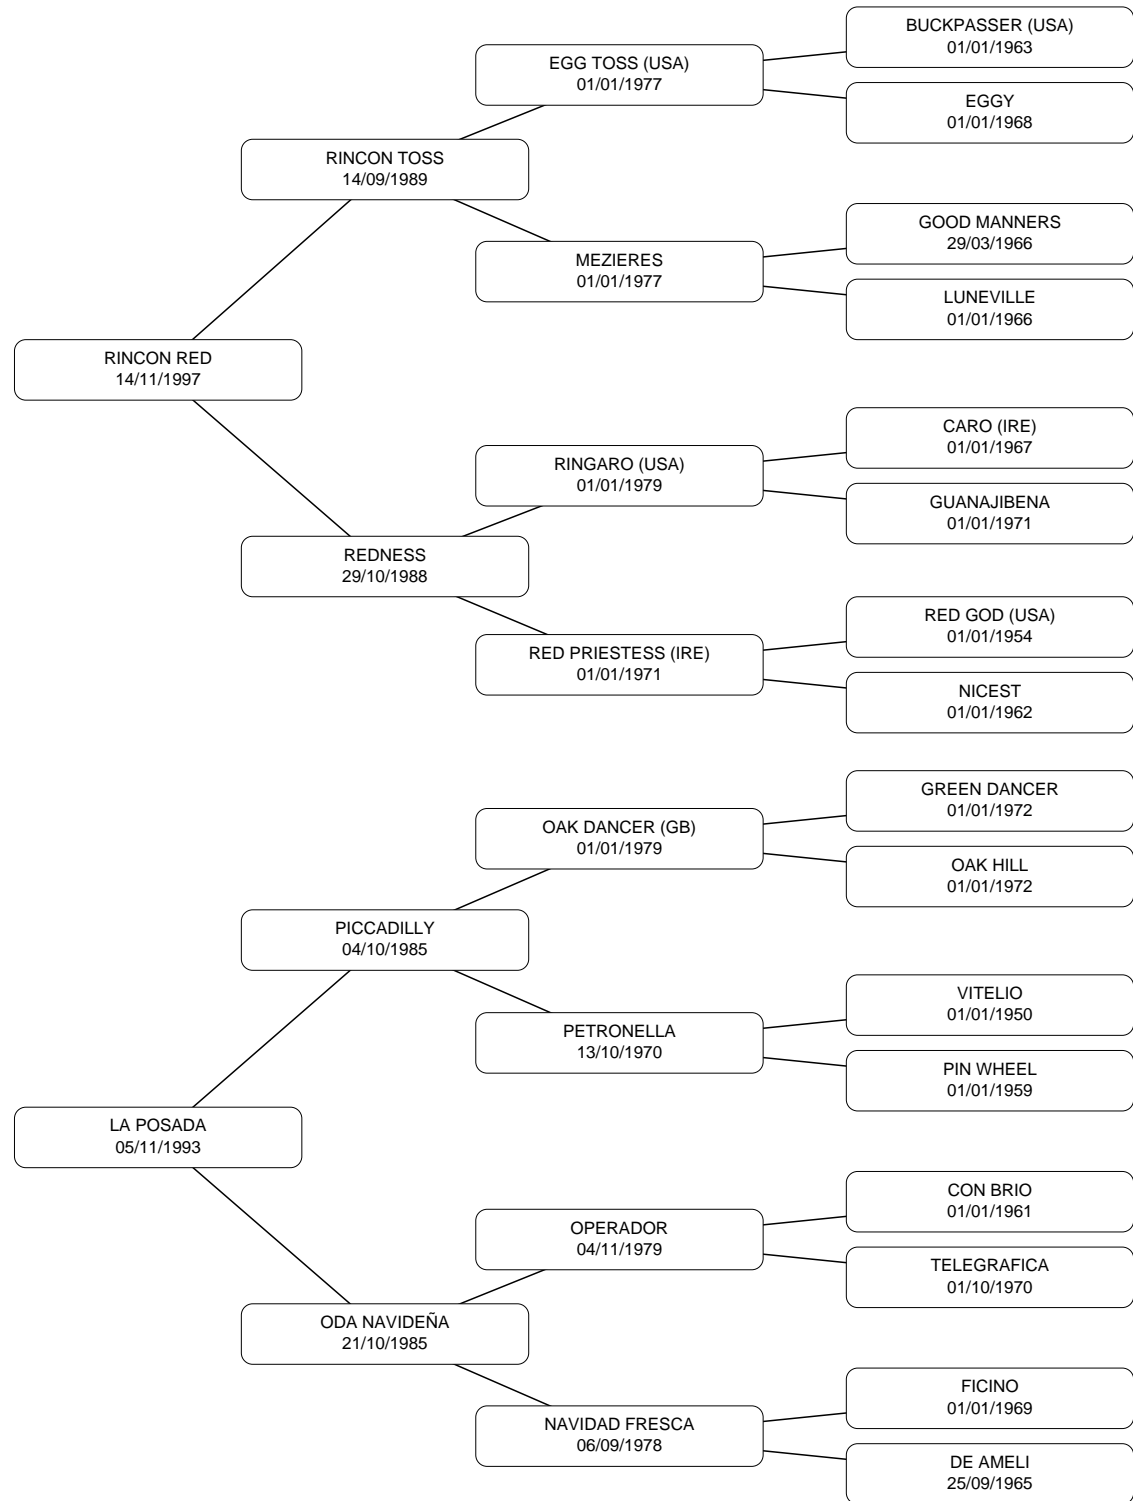 BUCKPASSER (USA)
01/01/1963
EGG TOSS (USA)
01/01/1977
EGGY
01/01/1968
RINCON TOSS
14/09/1989
GOOD MANNERS
29/03/1966
MEZIERES
01/01/1977
LUNEVILLE
01/01/1966
RINCON RED
14/11/1997
CARO (IRE)
01/01/1967
RINGARO (USA)
01/01/1979
GUANAJIBENA
01/01/1971
REDNESS
29/10/1988
RED GOD (USA)
01/01/1954
RED PRIESTESS (IRE)
01/01/1971
NICEST
01/01/1962
GREEN DANCER
01/01/1972
OAK DANCER (GB)
01/01/1979
OAK HILL
01/01/1972
PICCADILLY
04/10/1985
VITELIO
01/01/1950
PETRONELLA
13/10/1970
PIN WHEEL
01/01/1959
LA POSADA
05/11/1993
CON BRIO
01/01/1961
OPERADOR
04/11/1979
TELEGRAFICA
01/10/1970
ODA NAVIDEÑA
21/10/1985
FICINO
01/01/1969
NAVIDAD FRESCA
06/09/1978
DE AMELI
25/09/1965